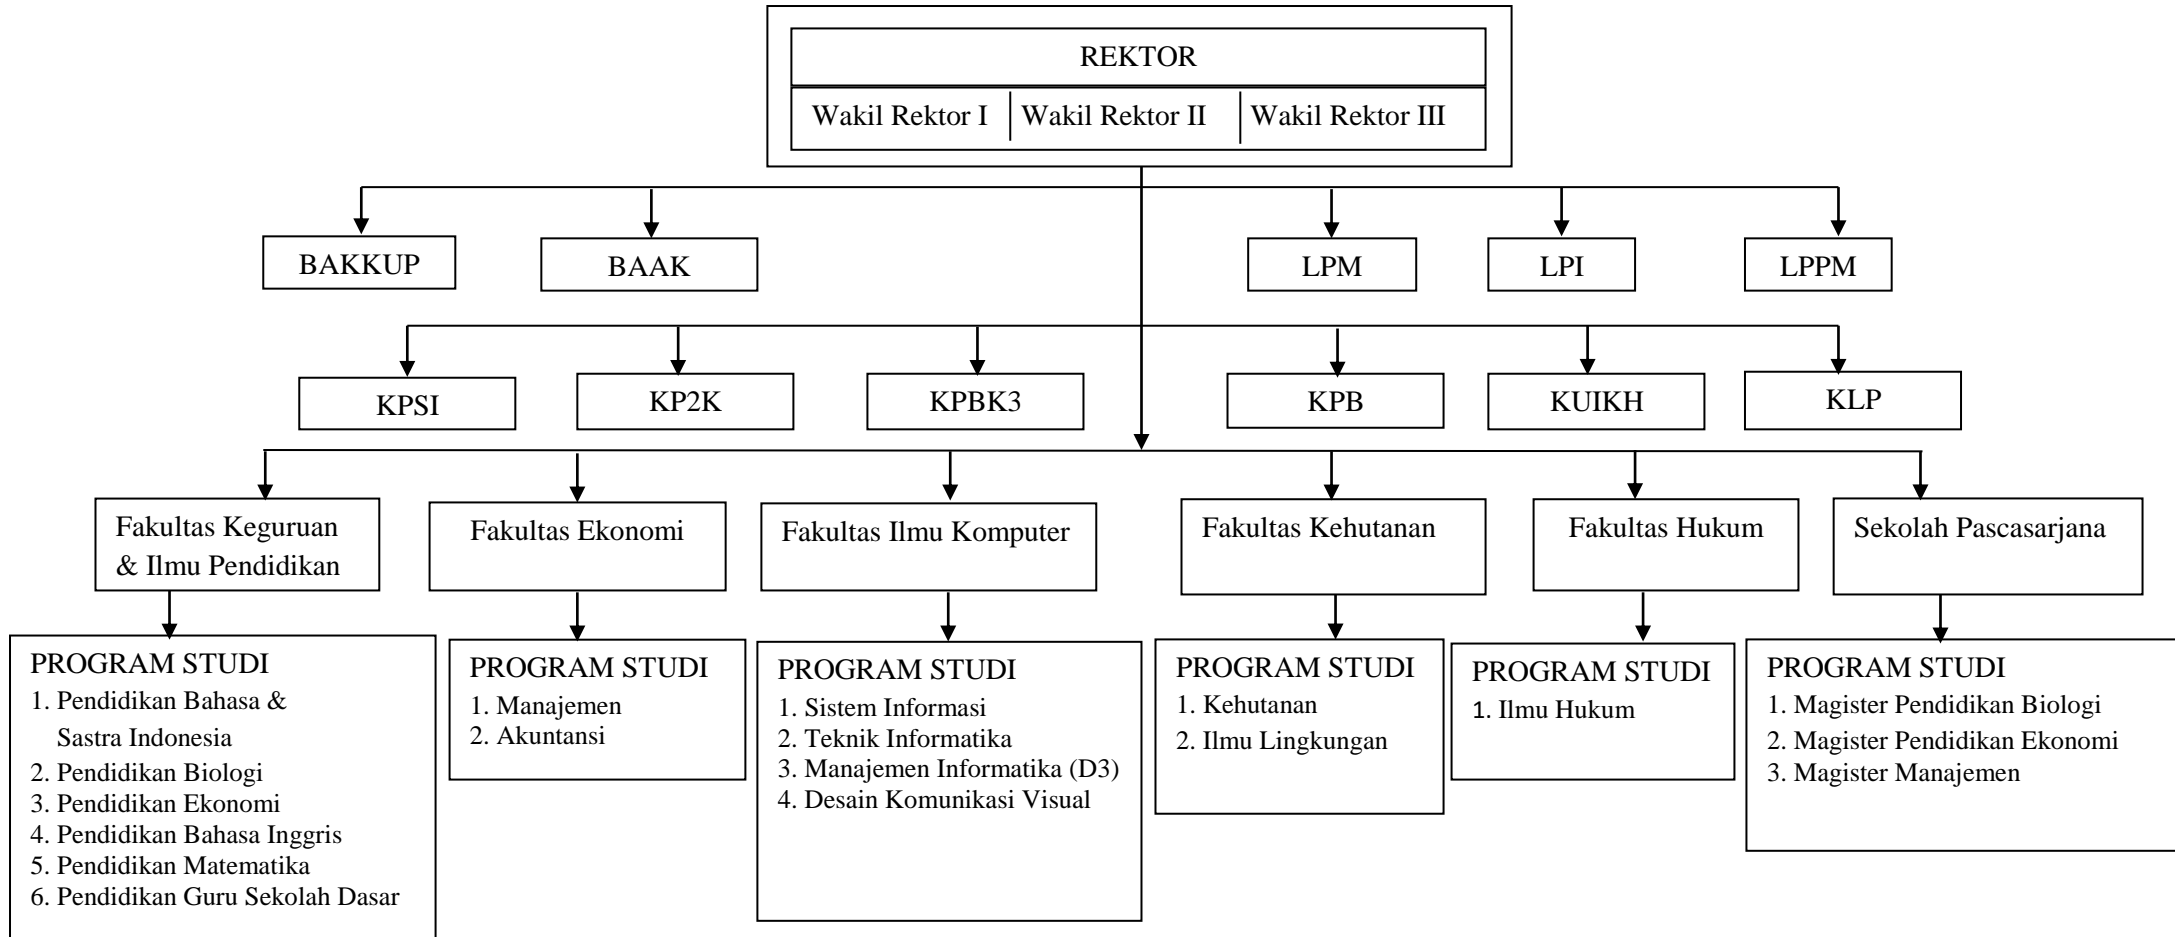 REKTOR
Wakil Rektor I
Wakil Rektor II
Wakil Rektor III
BAKKUP
BAAK
LPM
LPI
LPPM
KPSI
KP2K
KPBK3
KPB
KUIKH
KLP
Fakultas Keguruan
& Ilmu Pendidikan
Fakultas Ekonomi
Fakultas Ilmu Komputer
Fakultas Kehutanan
Fakultas Hukum
Sekolah Pascasarjana
PROGRAM STUDI
1. Pendidikan Bahasa &
Sastra Indonesia
2. Pendidikan Biologi
3. Pendidikan Ekonomi
4. Pendidikan Bahasa Inggris
5. Pendidikan Matematika
6. Pendidikan Guru Sekolah Dasar
PROGRAM STUDI
1. Manajemen
2. Akuntansi
PROGRAM STUDI
1. Sistem Informasi
2. Teknik Informatika
3. Manajemen Informatika (D3)
4. Desain Komunikasi Visual
PROGRAM STUDI
1. Kehutanan
2. Ilmu Lingkungan
PROGRAM STUDI
1. Ilmu Hukum
PROGRAM STUDI
1. Magister Pendidikan Biologi
2. Magister Pendidikan Ekonomi
3. Magister Manajemen